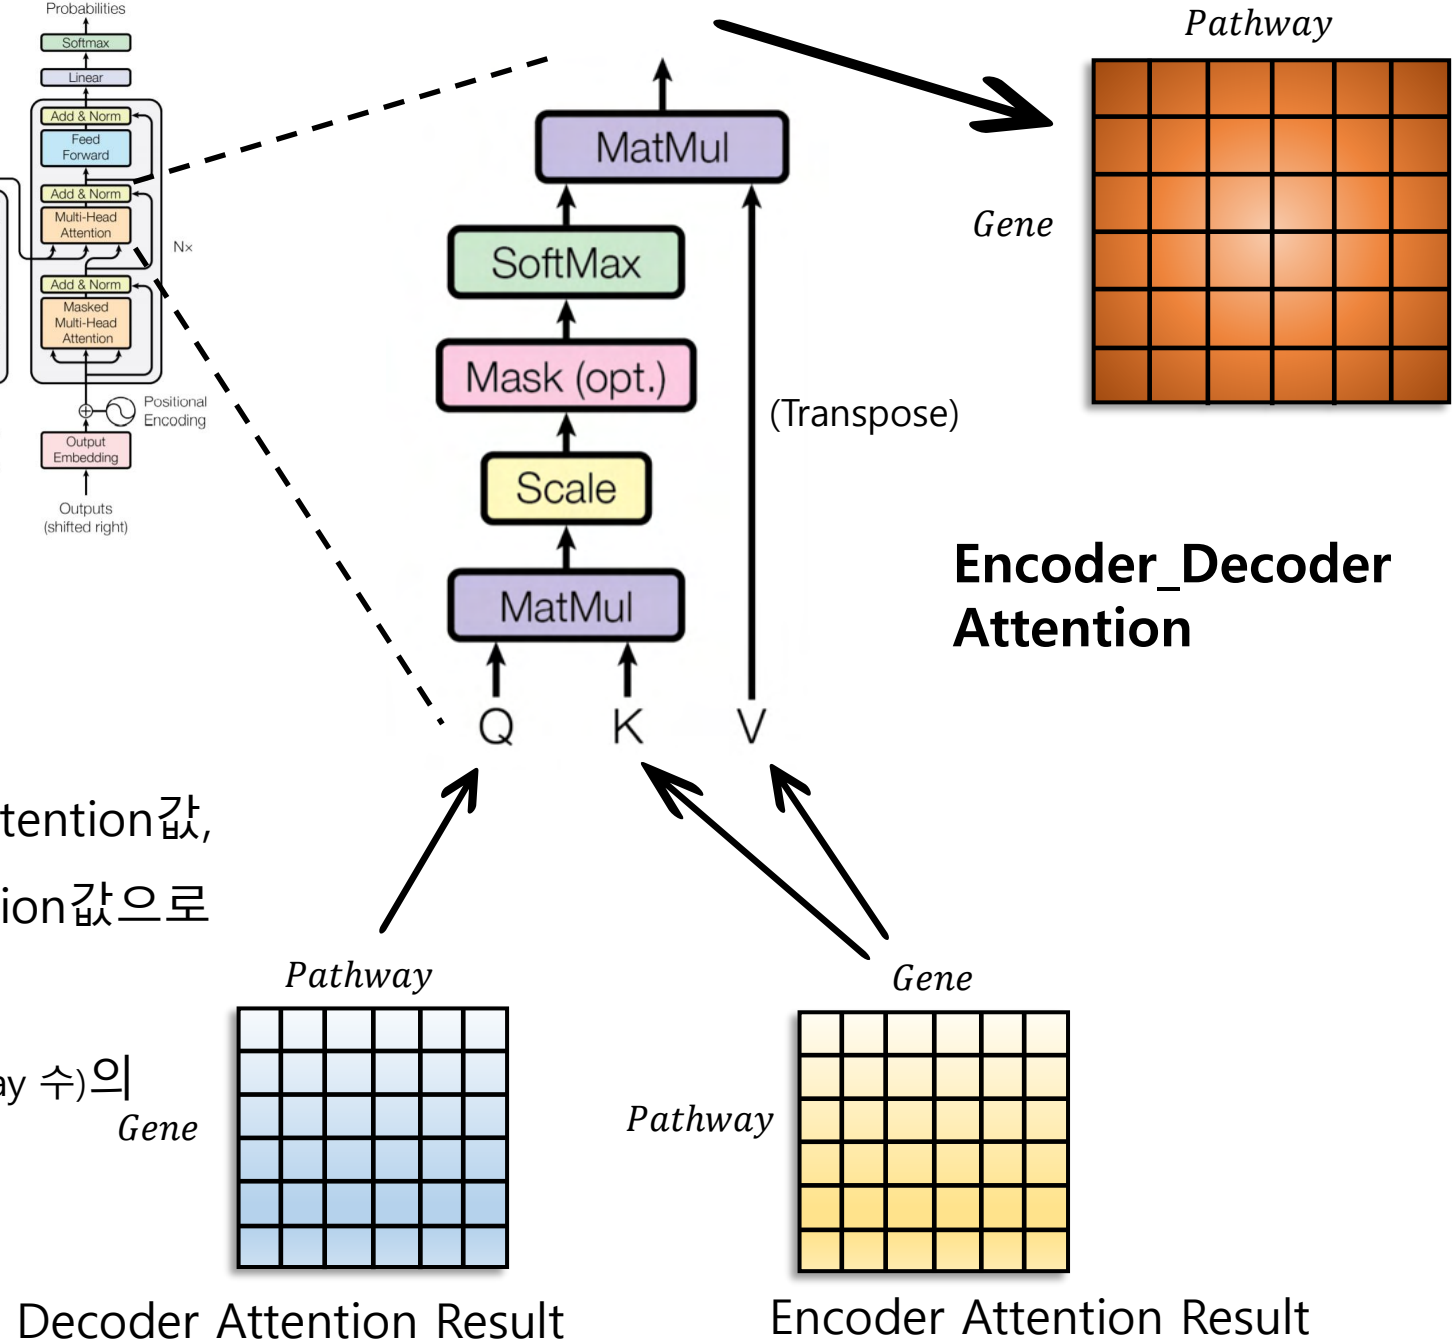 Probabilities
Softmax
Linear
Add & Norm
Feed
Forward
Add & Norm
Multi-Head
Attention
N×
Add & Norm
Masked
Multi-Head
Attention
Positional
Encoding
Output
Embedding
Outputs
(shifted right)
MatMul
SoftMax
Mask (opt.)
Scale
MatMul
Q
K
V
(Transpose)
Pathway
Gene
Encoder_Decoder
Attention
tention값,
ion값으로
ay 수)의
Pathway
Gene
Decoder Attention Result
Gene
Pathway
Encoder Attention Result